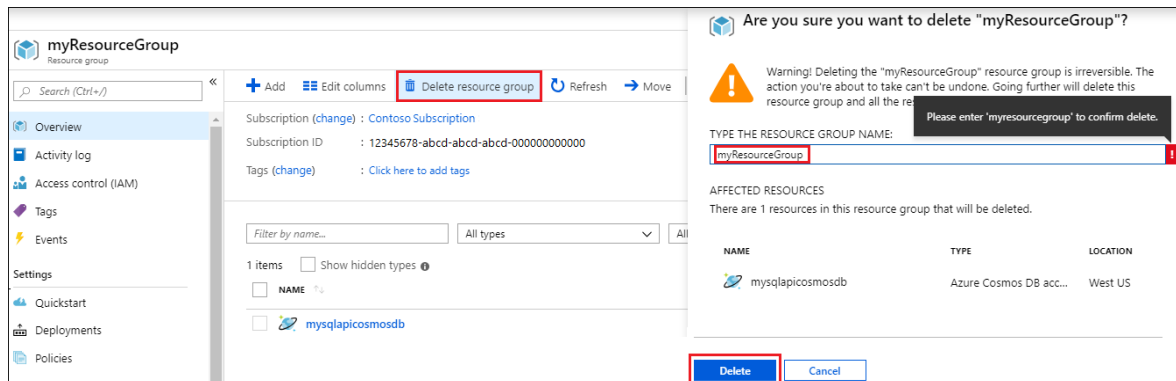 myResourceGroup
Resource group
Search (Ctrl+/)
«
Overview
Activity log
Access control (IAM)
Tags
Events
Settings
Quickstart
Deployments
Policies
Add Edit columns Delete resource group Refresh Move
Subscription (change) : Contoso Subscription
Subscription ID : 12345678-abcd-abcd-abcd-000000000000
Tags (change) : Click here to add tags
Filter by name... All types All
1 items Show hidden types
NAME
mysqlapicosmosdb
Are you sure you want to delete "myResourceGroup"?
Warning! Deleting the "myResourceGroup" resource group is irreversible. The
action you're about to take can't be undone. Going further will delete this
resource group and all the
Please enter 'myresourcegroup' to confirm delete.
TYPE THE RESOURCE GROUP NAME:
myResourceGroup
AFFECTED RESOURCES
There are 1 resources in this resource group that will be deleted.
NAME TYPE LOCATION
mysqlapicosmosdb Azure Cosmos DB acc... West US
Delete Cancel